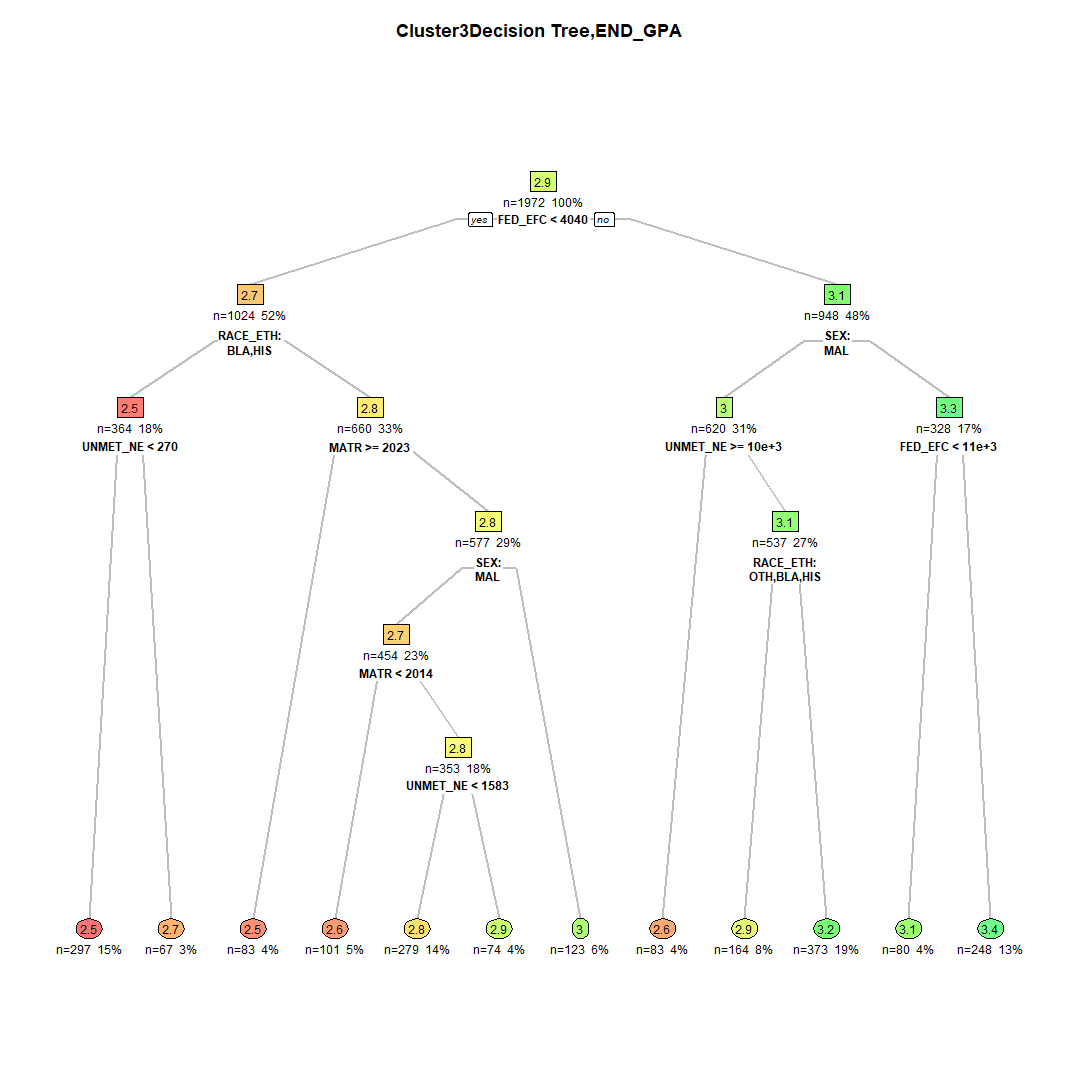 Cluster3Decision Tree,END_GPA
2.9
n=1972 100%
yes FED_EFC < 4040 no
2.7
n=1024 52%
RACE_ETH:
BLA,HIS
3.1
n=948 48%
SEX:
MAL
2.5
n=364 18%
UNMET_NE < 270
2.8
n=660 33%
MATR >= 2023
3
n=620 31%
UNMET_NE >= 10e+3
3.3
n=328 17%
FED_EFC < 11e+3
2.8
n=577 29%
SEX:
MAL
3.1
n=537 27%
RACE_ETH:
OTH,BLA,HIS
2.7
n=454 23%
MATR < 2014
2.8
n=353 18%
UNMET_NE < 1583
2.5 2.7 2.5 2.6 2.8 2.9 3 2.6 2.9 3.2 3.1 3.4
n=297 15% n=67 3% n=83 4% n=101 5% n=279 14% n=74 4% n=123 6% n=83 4% n=164 8% n=373 19% n=80 4% n=248 13%